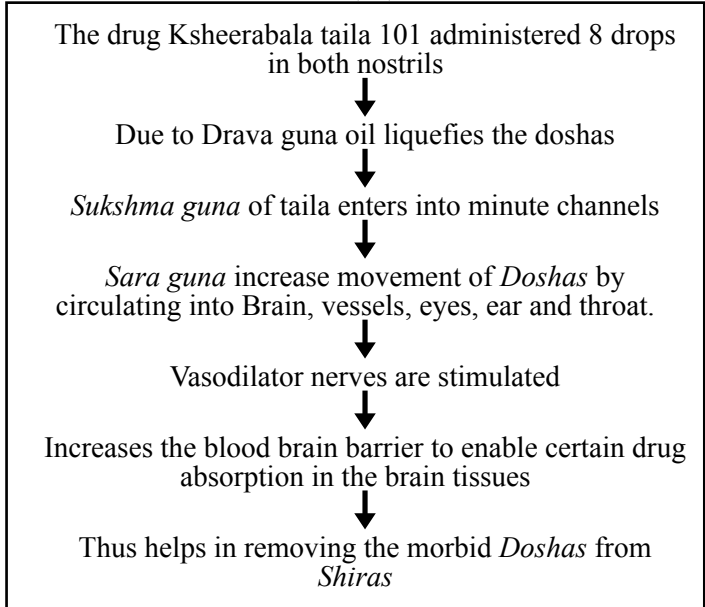 The drug Ksheerabala taila 101 administered 8 drops
in both nostrils
Due to Drava guna oil liquefies the doshas
Sukshma guna of taila enters into minute channels
Sara guna increase movement of Doshas by
circulating into Brain, vessels, eyes, ear and throat.
Vasodilator nerves are stimulated
Increases the blood brain barrier to enable certain drug
absorption in the brain tissues
Thus helps in removing the morbid Doshas from
Shiras